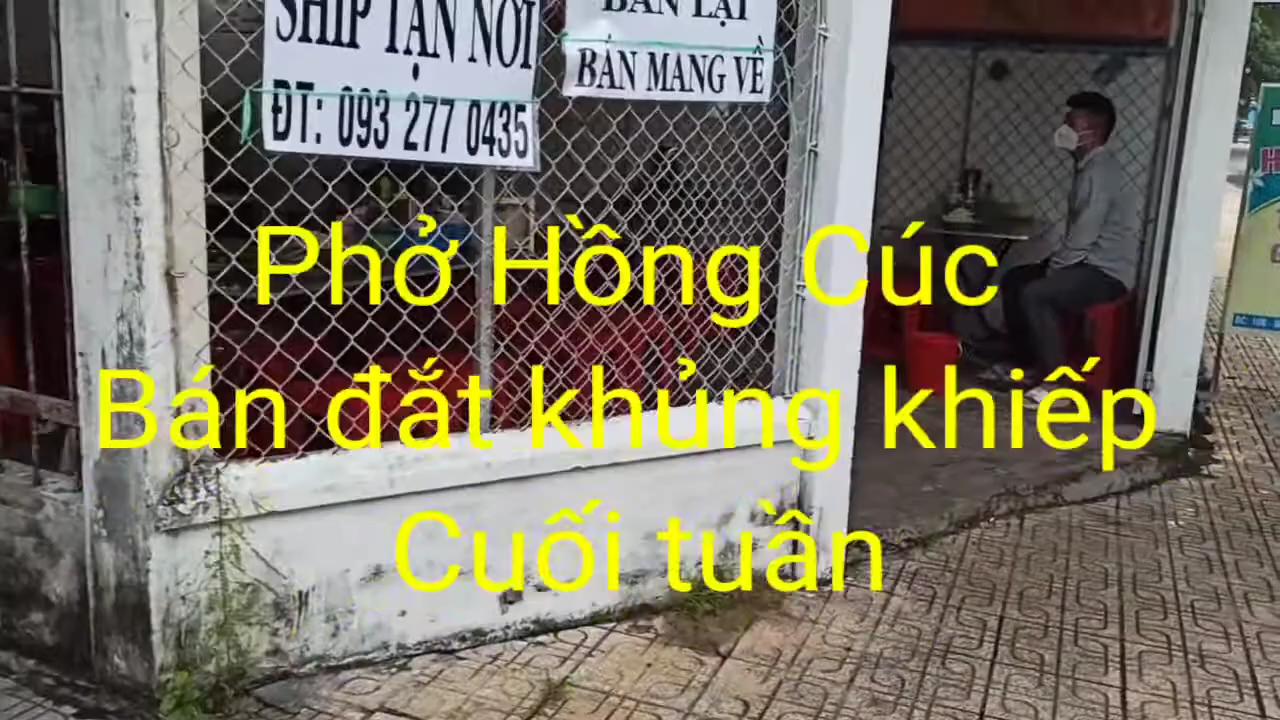 SHIP TẬN NƠI
ĐT: 093 277 0435
BÁN LẠI
BÁN MANG VỀ
Phở Hồng Cúc
Bán đắt khủng khiếp
Cuối tuần